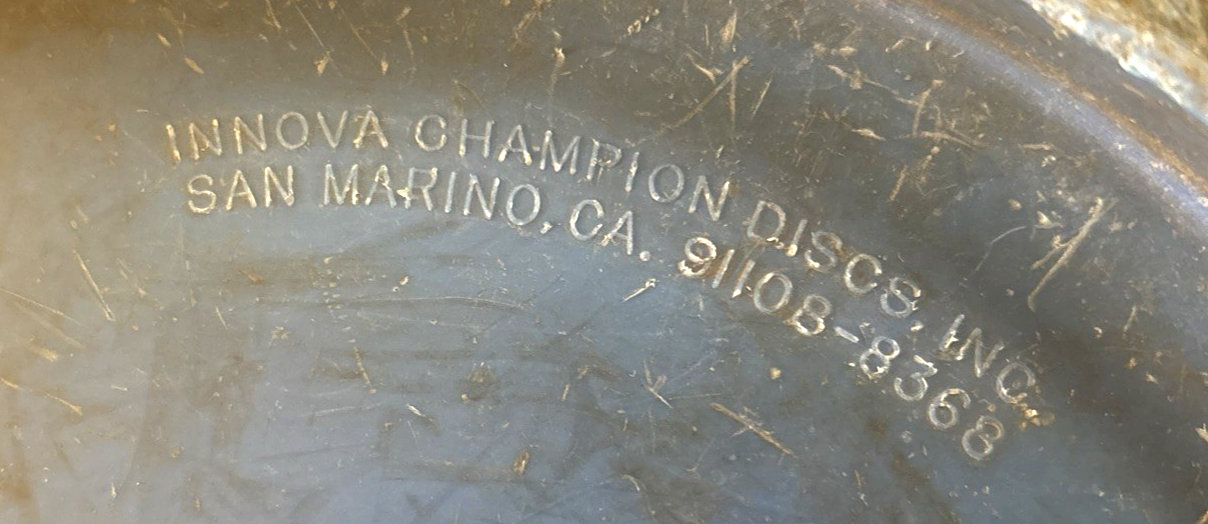 INNOVA CHAMPION DISCS, INC.
SAN MARINO, CA. 91108-8368